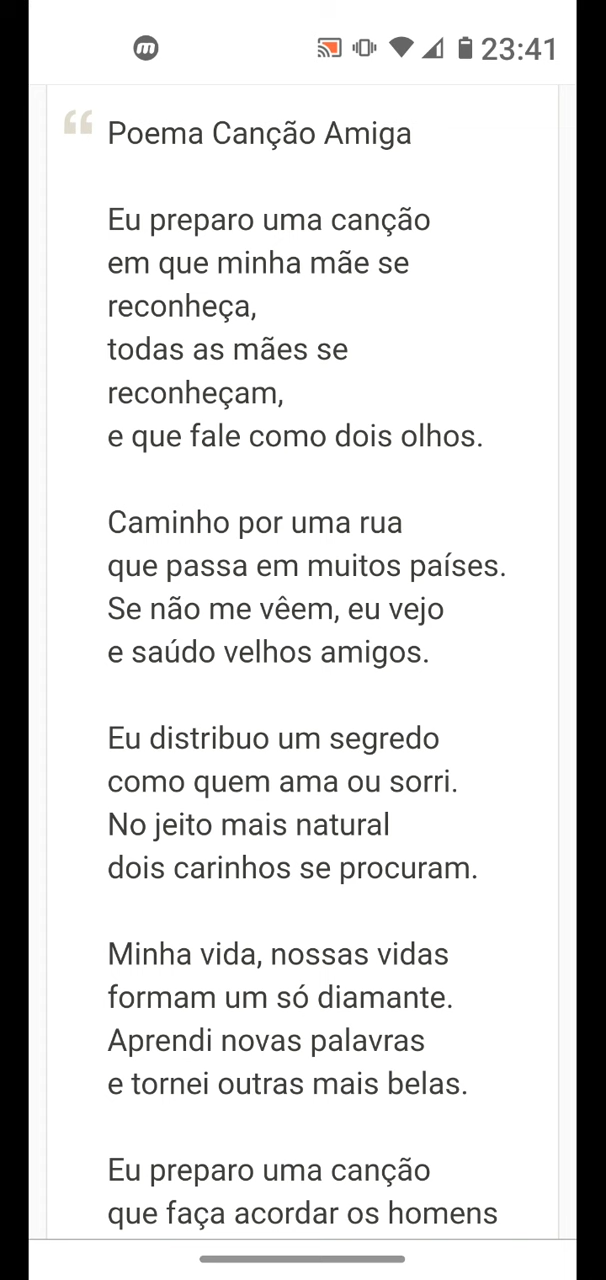 23:41
“ Poema Canção Amiga
Eu preparo uma canção
em que minha mãe se
reconheça,
todas as mães se
reconheçam,
e que fale como dois olhos.
Caminho por uma rua
que passa em muitos países.
Se não me vêem, eu vejo
e saúdo velhos amigos.
Eu distribuo um segredo
como quem ama ou sorri.
No jeito mais natural
dois carinhos se procuram.
Minha vida, nossas vidas
formam um só diamante.
Aprendi novas palavras
e tornei outras mais belas.
Eu preparo uma canção
que faça acordar os homens